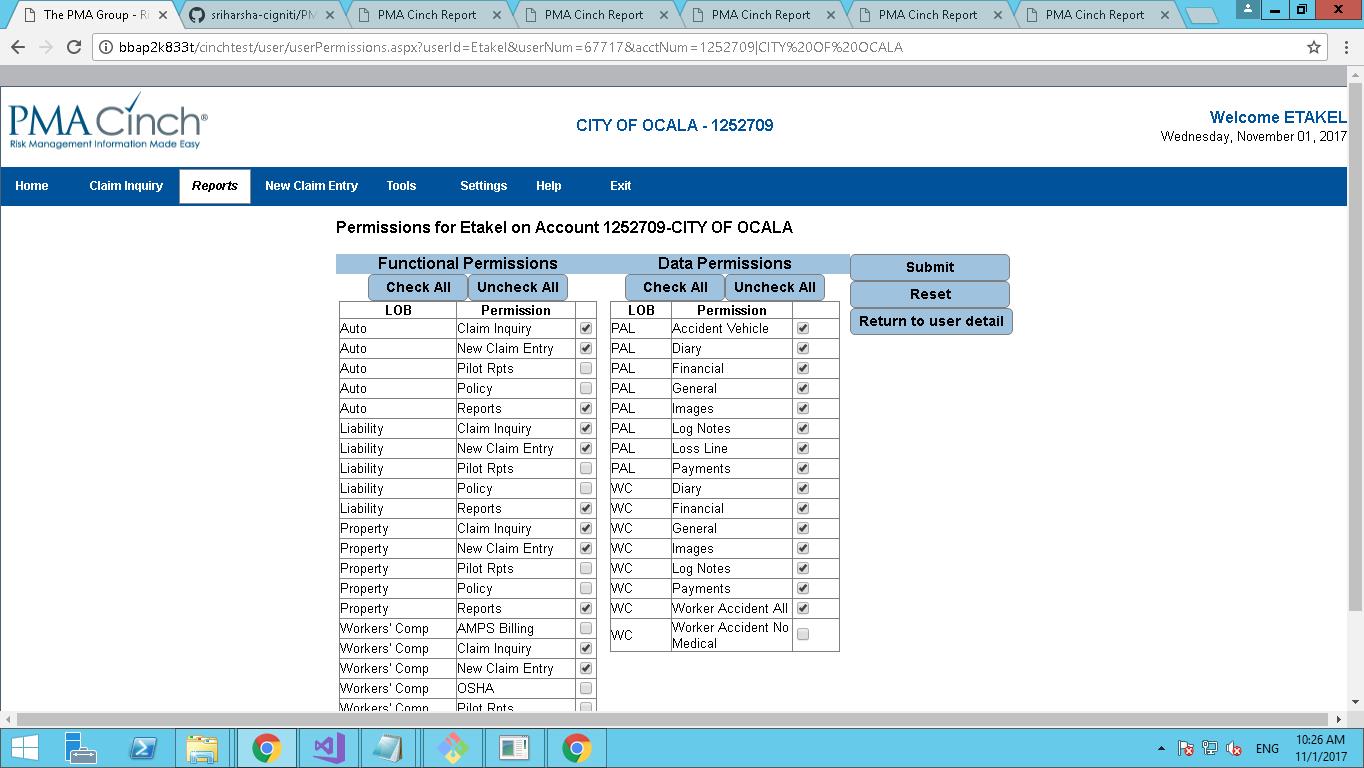 The PMA Group - Ri
sriharsha-cigniti/PM
PMA Cinch Report
PMA Cinch Report
PMA Cinch Report
PMA Cinch Report
PMA Cinch Report
bbap2k833t/cinchtest/user/userPermissions.aspx?userId=Etakel&userNum=67717&acctNum=1252709|CITY%20OF%20OCALA
PMA Cinch®
Risk Management Information Made Easy
CITY OF OCALA - 1252709
Welcome ETAKEL
Wednesday, November 01, 2017
Home Claim Inquiry Reports New Claim Entry Tools Settings Help Exit
Permissions for Etakel on Account 1252709-CITY OF OCALA
Functional Permissions
Check All Uncheck All
LOB Permission
Auto Claim Inquiry
Auto New Claim Entry
Auto Pilot Rpts
Auto Policy
Auto Reports
Liability Claim Inquiry
Liability New Claim Entry
Liability Pilot Rpts
Liability Policy
Liability Reports
Property Claim Inquiry
Property New Claim Entry
Property Pilot Rpts
Property Policy
Property Reports
Workers' Comp AMPS Billing
Workers' Comp Claim Inquiry
Workers' Comp New Claim Entry
Workers' Comp OSHA
Workers' Comp Pilot Rpts
Data Permissions
Check All Uncheck All
LOB Permission
PAL Accident Vehicle
PAL Diary
PAL Financial
PAL General
PAL Images
PAL Log Notes
PAL Loss Line
PAL Payments
WC Diary
WC Financial
WC General
WC Images
WC Log Notes
WC Payments
WC Worker Accident All
WC Worker Accident No
Medical
Submit
Reset
Return to user detail
ENG
10:26 AM
11/1/2017